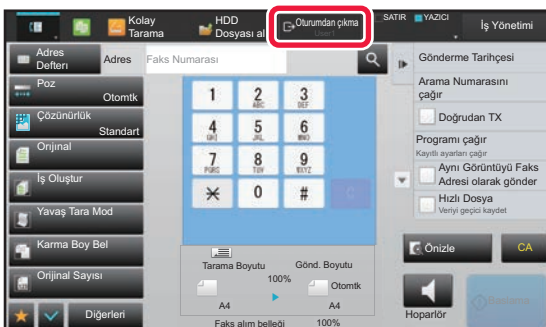 Kolay
Tarama
HDD
Dosyası al
Oturumdan çıkma
User1
SATIR
YAZICI
İş Yönetimi
Adres
Defterı
Adres
Faks Numarası
Gönderme Tarihçesi
Poz
Otomtk
Arama Numarasını
çağır
Çözünürlük
Standart
Doğrudan TX
Orıjınal
Programı çağır
Kayıtlı ayarları çağır
İş Oluştur
Aynı Görüntüyü Faks
Adresi olarak gönder
Yavaş Tara Mod
Hızlı Dosya
Veriyi geçici kaydet
Karma Boy Bel
Orijinal Sayısı
Diğerleri
1
2 ABC
3 DEF
4 GHI
5 JKL
6 MNO
7 PQRS
8 TUV
9 WXYZ
0
#
C
Tarama Boyutu
Gönd. Boyutu
100%
Otomtk
A4
A4
Faks alım belleği
100%
Önizle
CA
Hoparlör